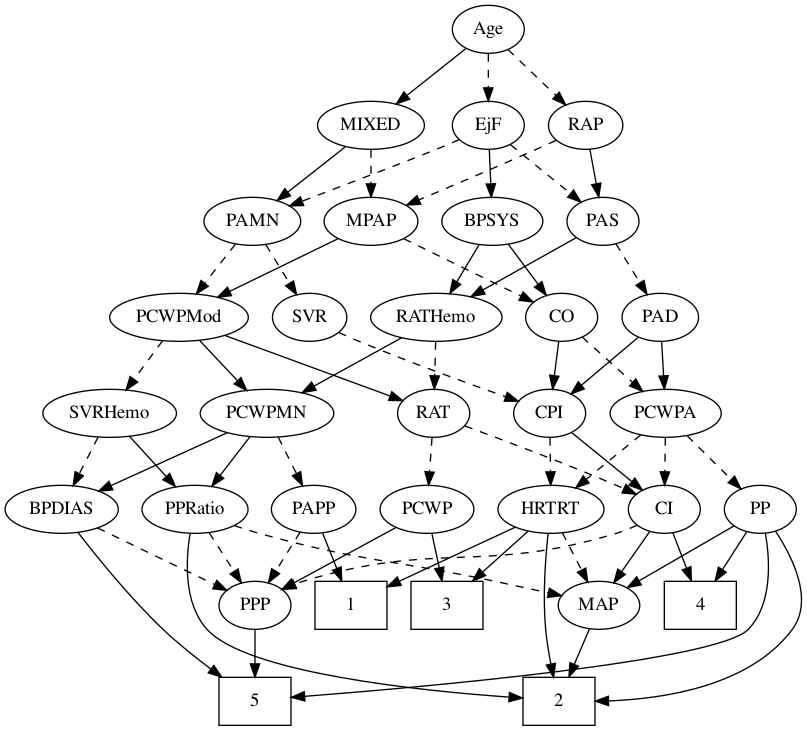 Age
MIXED
EjF
RAP
PAMN
MPAP
BPSYS
PAS
PCWPMod
SVR
RATHemo
CO
PAD
SVRHemo
PCWPMN
RAT
CPI
PCWPA
BPDIAS
PPRatio
PAPP
PCWP
HRTRT
CI
PP
PPP
1
3
MAP
4
5
2